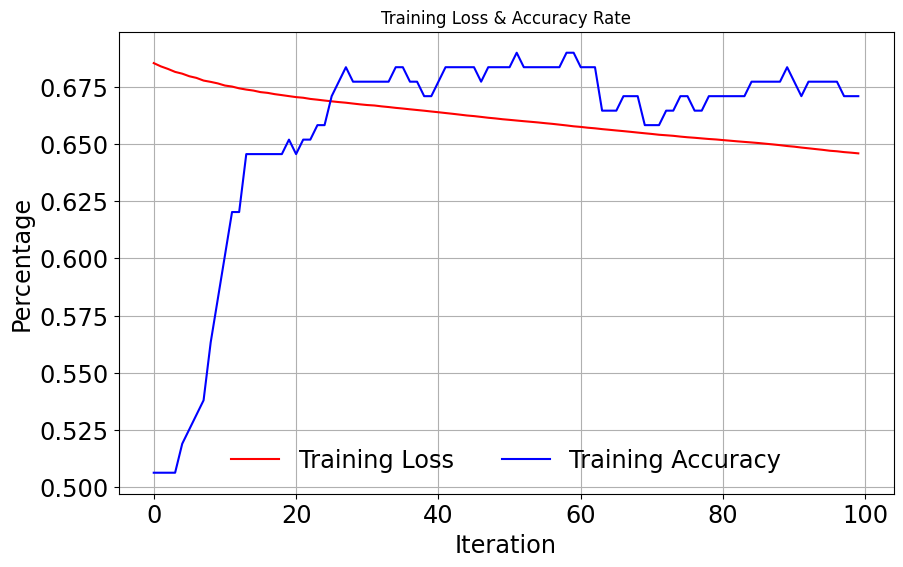 Training Loss & Accuracy Rate
Percentage
0.675
0.650
0.625
0.600
0.575
0.550
0.525
0.500
Training Loss
Training Accuracy
0 20 40 60 80 100
Iteration